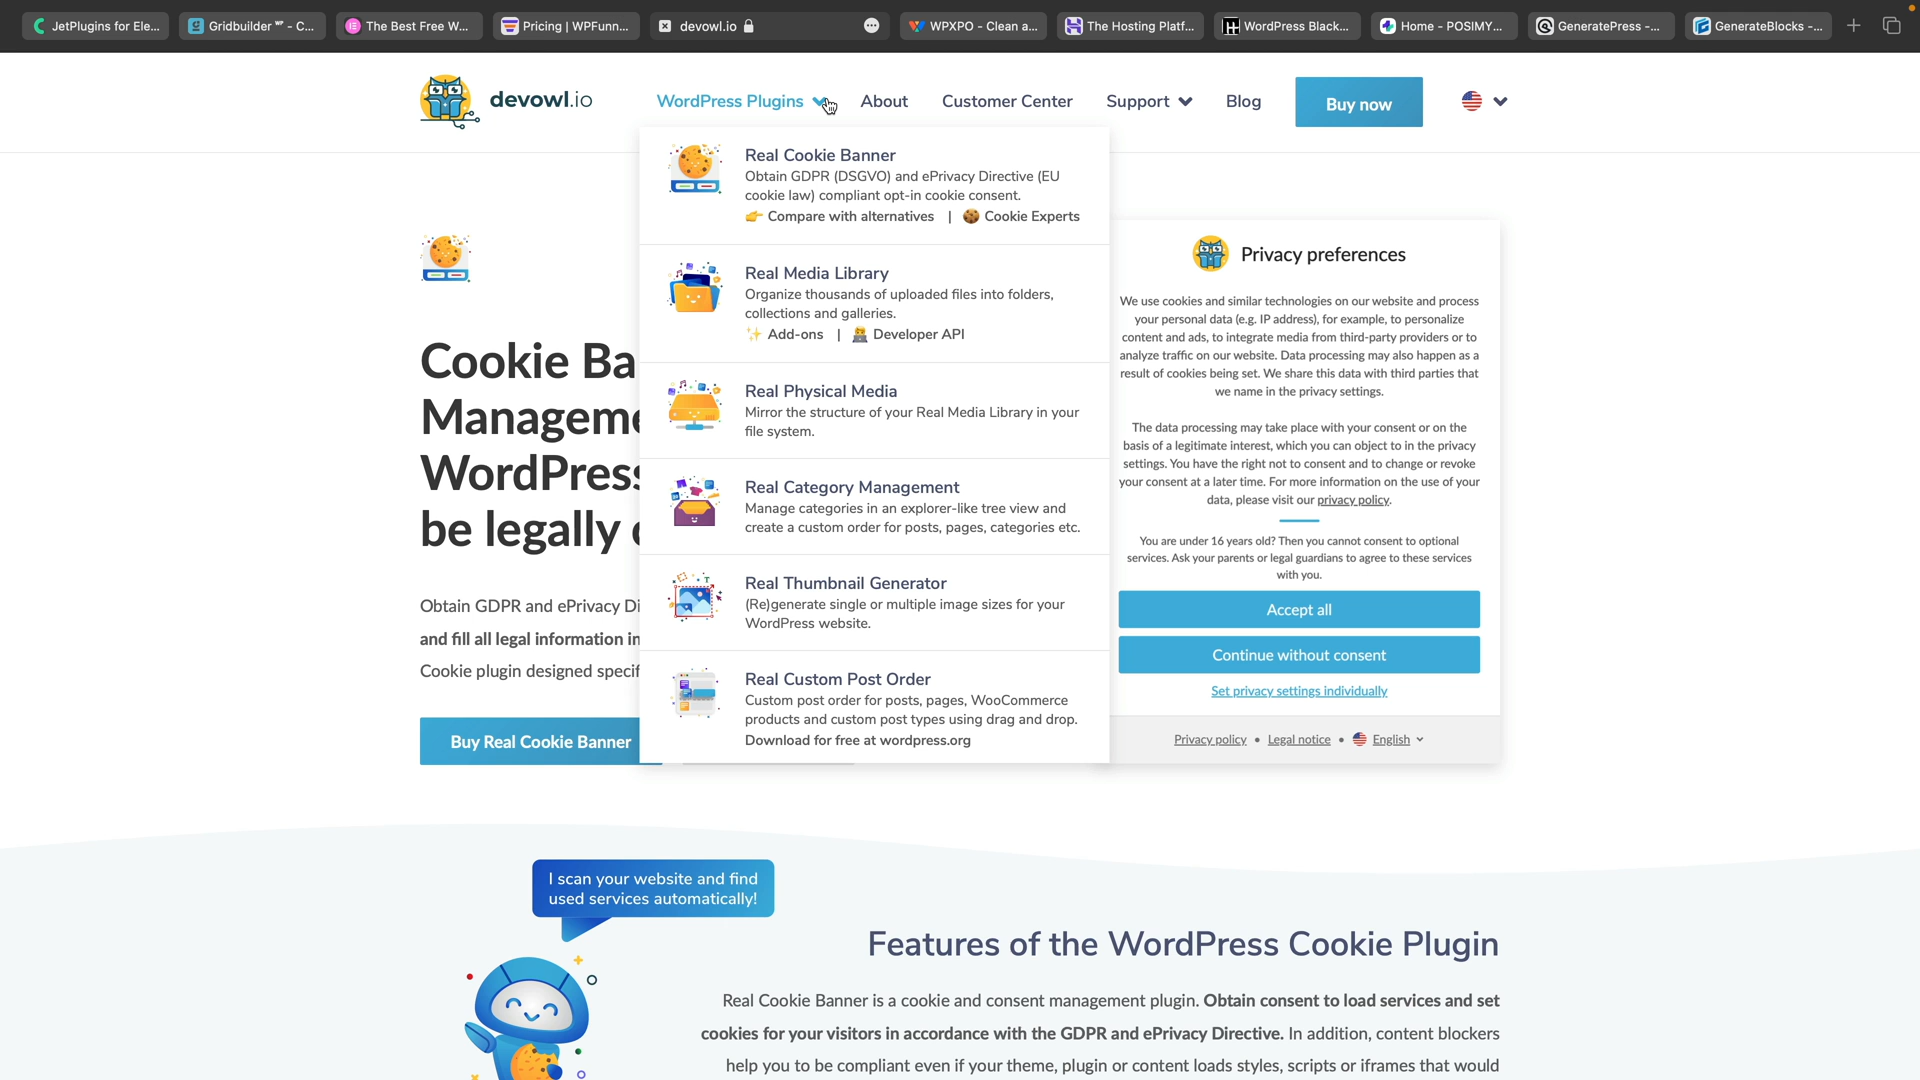 JetPlugins for Ele...
Gridbuilder ᵂᴾ - C...
The Best Free W...
Pricing | WPFunn...
devowl.io
WPXPO - Clean a...
The Hosting Platf...
WordPress Black...
Home - POSIMY...
GeneratePress -...
GenerateBlocks -...
devowl.io
WordPress Plugins
About
Customer Center
Support
Blog
Buy now
Real Cookie Banner
Obtain GDPR (DSGVO) and ePrivacy Directive (EU
cookie law) compliant opt-in cookie consent.
👉 Compare with alternatives | 🍪 Cookie Experts
Real Media Library
Organize thousands of uploaded files into folders,
collections and galleries.
✨ Add-ons | 👨‍💻 Developer API
Real Physical Media
Mirror the structure of your Real Media Library in your
file system.
Real Category Management
Manage categories in an explorer-like tree view and
create a custom order for posts, pages, categories etc.
Real Thumbnail Generator
(Re)generate single or multiple image sizes for your
WordPress website.
Real Custom Post Order
Custom post order for posts, pages, WooCommerce
products and custom post types using drag and drop.
Download for free at wordpress.org
Cookie Ba
Manageme
WordPress
be legally
Obtain GDPR and ePrivacy Di
and fill all legal information in
Cookie plugin designed specif
Buy Real Cookie Banner
Privacy preferences
We use cookies and similar technologies on our website and process
your personal data (e.g. IP address), for example, to personalize
content and ads, to integrate media from third-party providers or to
analyze traffic on our website. Data processing may also happen as a
result of cookies being set. We share this data with third parties that
we name in the privacy settings.
The data processing may take place with your consent or on the
basis of a legitimate interest, which you can object to in the privacy
settings. You have the right not to consent and to change or revoke
your consent at a later time. For more information on the use of your
data, please visit our privacy policy.
You are under 16 years old? Then you cannot consent to optional
services. Ask your parents or legal guardians to agree to these services
with you.
Accept all
Continue without consent
Set privacy settings individually
Privacy policy • Legal notice • English
I scan your website and find
used services automatically!
Features of the WordPress Cookie Plugin
Real Cookie Banner is a cookie and consent management plugin. Obtain consent to load services and set
cookies for your visitors in accordance with the GDPR and ePrivacy Directive. In addition, content blockers
help you to be compliant even if your theme, plugin or content loads styles, scripts or iframes that would